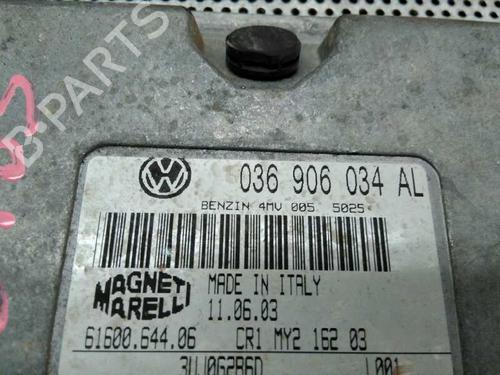 B-PARTS
036 906 034 AL
BENZIN 4MV 005 5025
MAGNETI MARELLI
MADE IN ITALY
11.06.03
61600.644.06 CR1 MY2 162 03
L001